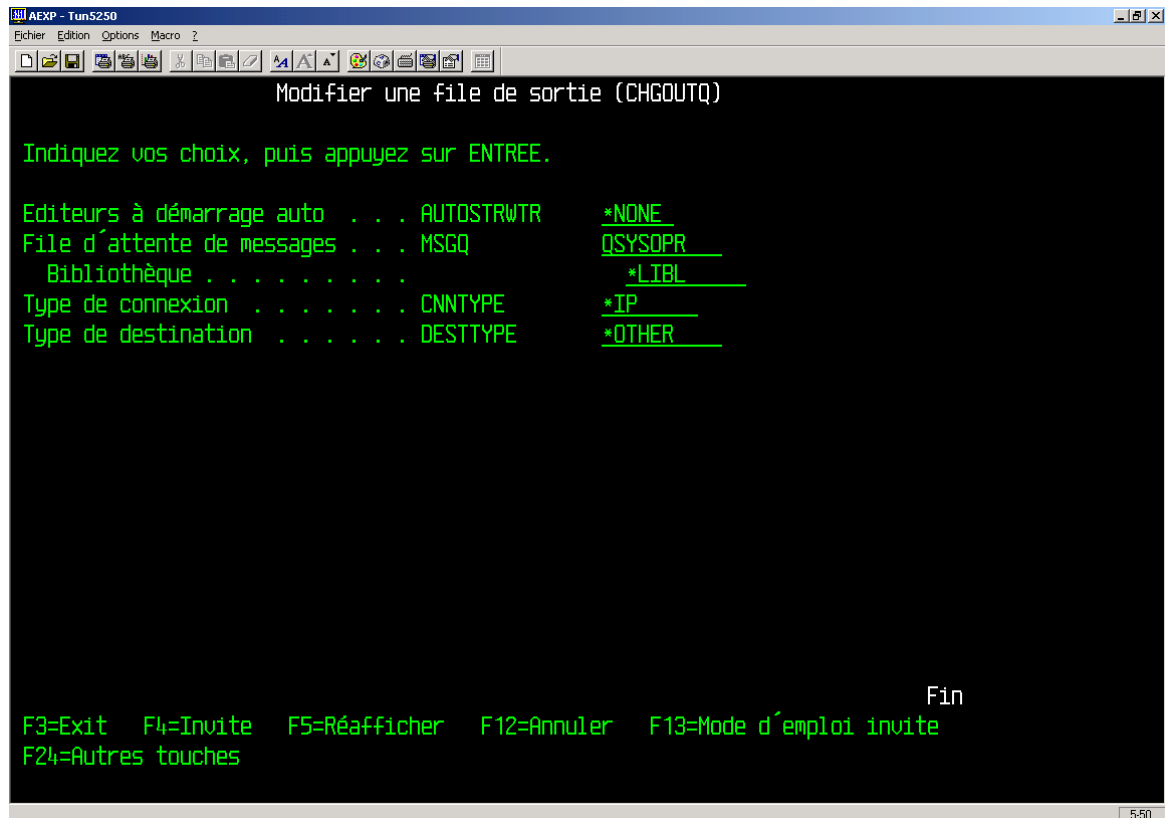 AEXP - Tun5250
Fichier Edition Options Macro ?
Modifier une file de sortie (CHGOUTQ)
Indiquez vos choix, puis appuyez sur ENTREE.
Editeurs à démarrage auto . . . AUTOSTRWTR *NONE
File d´attente de messages . . . MSGQ QSYSOPR
Bibliothèque . . . . . . . . . *LIBL
Type de connexion . . . . . . . CNNTYPE *IP
Type de destination . . . . . . DESTTYPE *OTHER
Fin
F3=Exit F4=Invite F5=Réafficher F12=Annuler F13=Mode d´emploi invite
F24=Autres touches
5-50